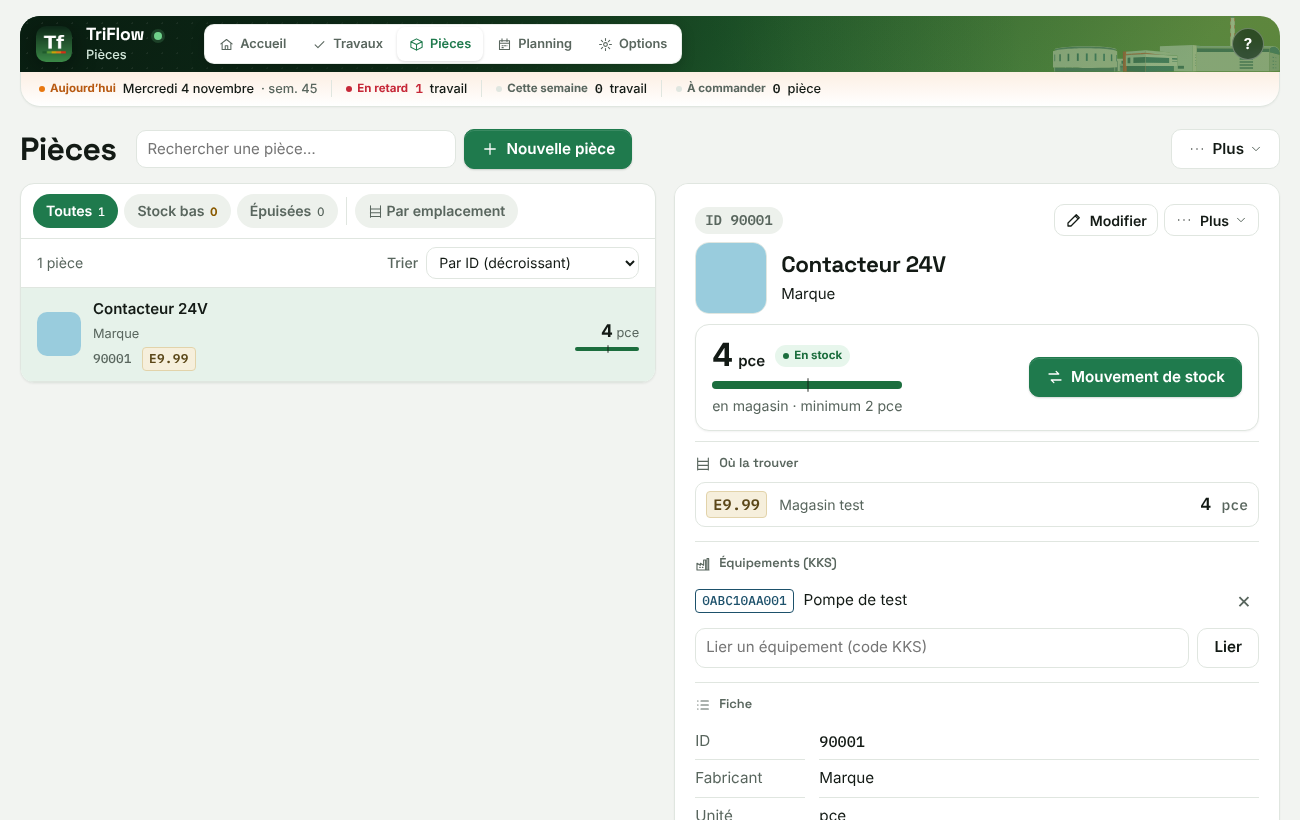 Tf
TriFlow
Pièces
Accueil
Travaux
Pièces
Planning
Options
?
Aujourd'hui Mercredi 4 novembre · sem. 45
En retard 1 travail
Cette semaine 0 travail
À commander 0 pièce
Pièces
Rechercher une pièce...
+ Nouvelle pièce
··· Plus
Toutes 1
Stock bas 0
Épuisées 0
Par emplacement
1 pièce
Trier
Par ID (décroissant)
Contacteur 24V
Marque
90001 E9.99
4 pce
ID 90001
Modifier
··· Plus
Contacteur 24V
Marque
4 pce
En stock
en magasin · minimum 2 pce
Mouvement de stock
Où la trouver
E9.99 Magasin test 4 pce
Équipements (KKS)
0ABC10AA001 Pompe de test
Lier un équipement (code KKS)
Lier
Fiche
ID 90001
Fabricant Marque
Unité pce